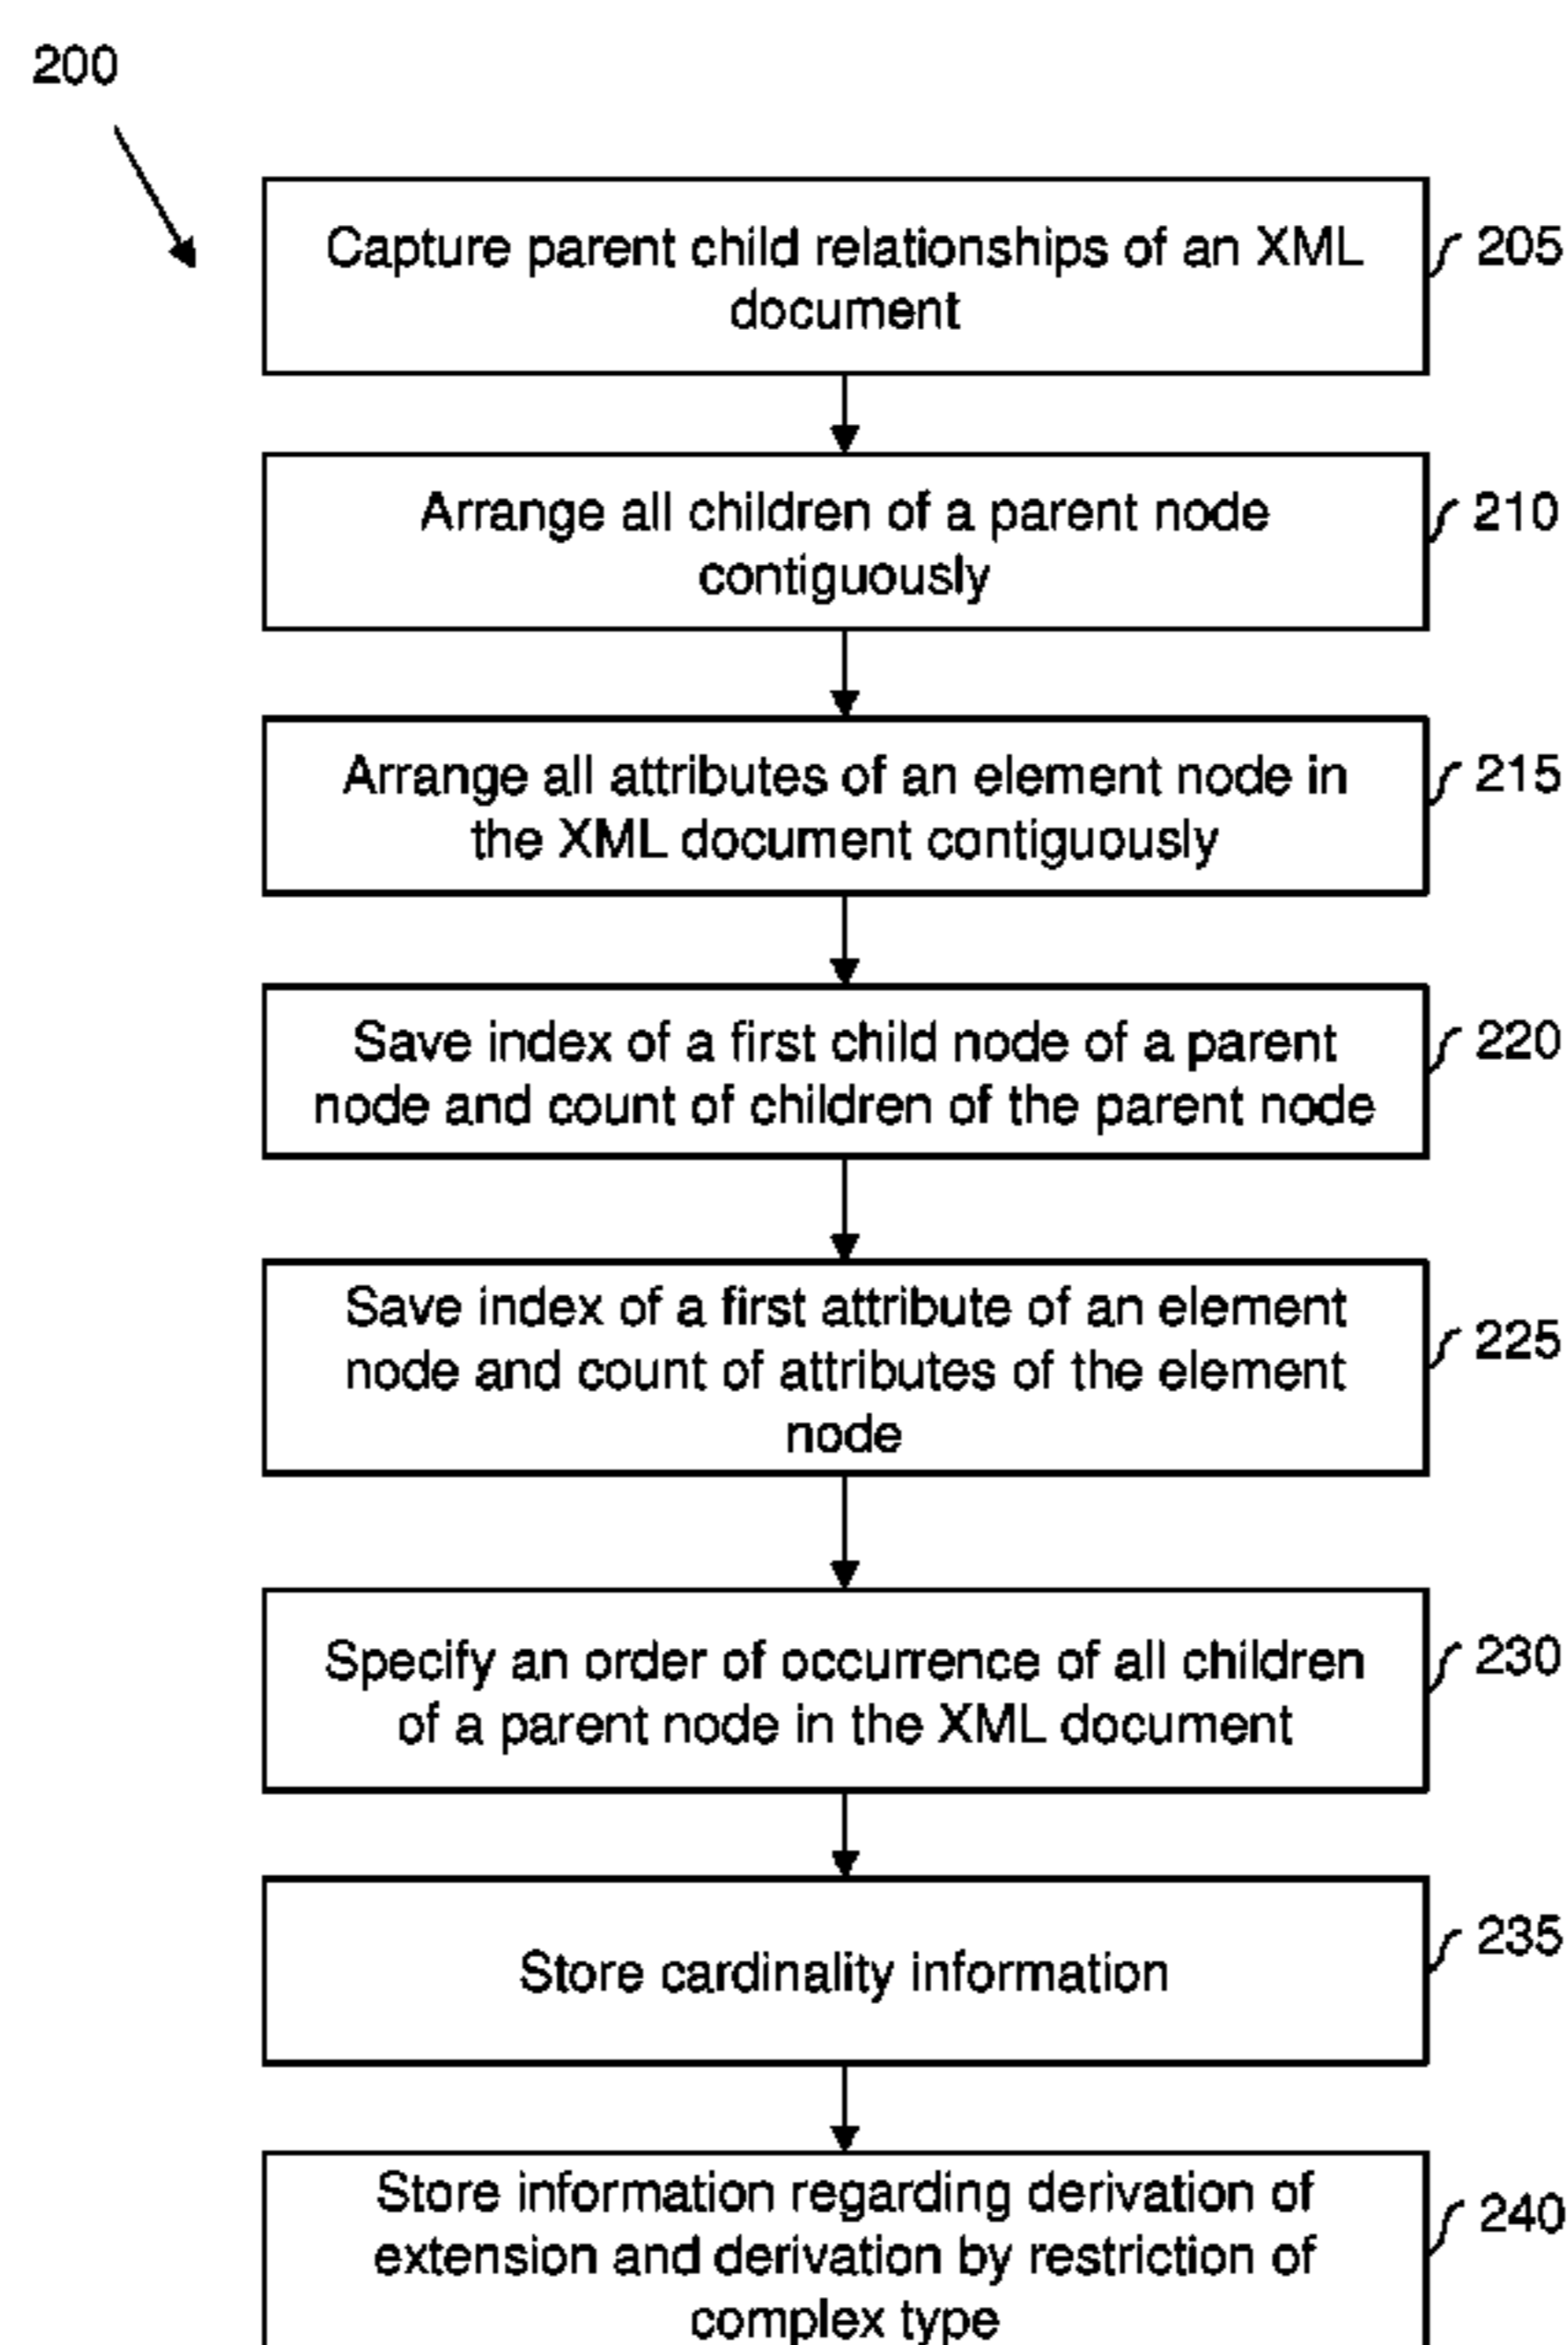 200
Capture parent child relationships of an XML
document
205
Arrange all children of a parent node
contiguously
210
Arrange all attributes of an element node in
the XML document contiguously
215
Save index of a first child node of a parent
node and count of children of the parent node
220
Save index of a first attribute of an element
node and count of attributes of the element
node
225
Specify an order of occurrence of all children
of a parent node in the XML document
230
Store cardinality information
235
Store information regarding derivation of
extension and derivation by restriction of
complex type
240